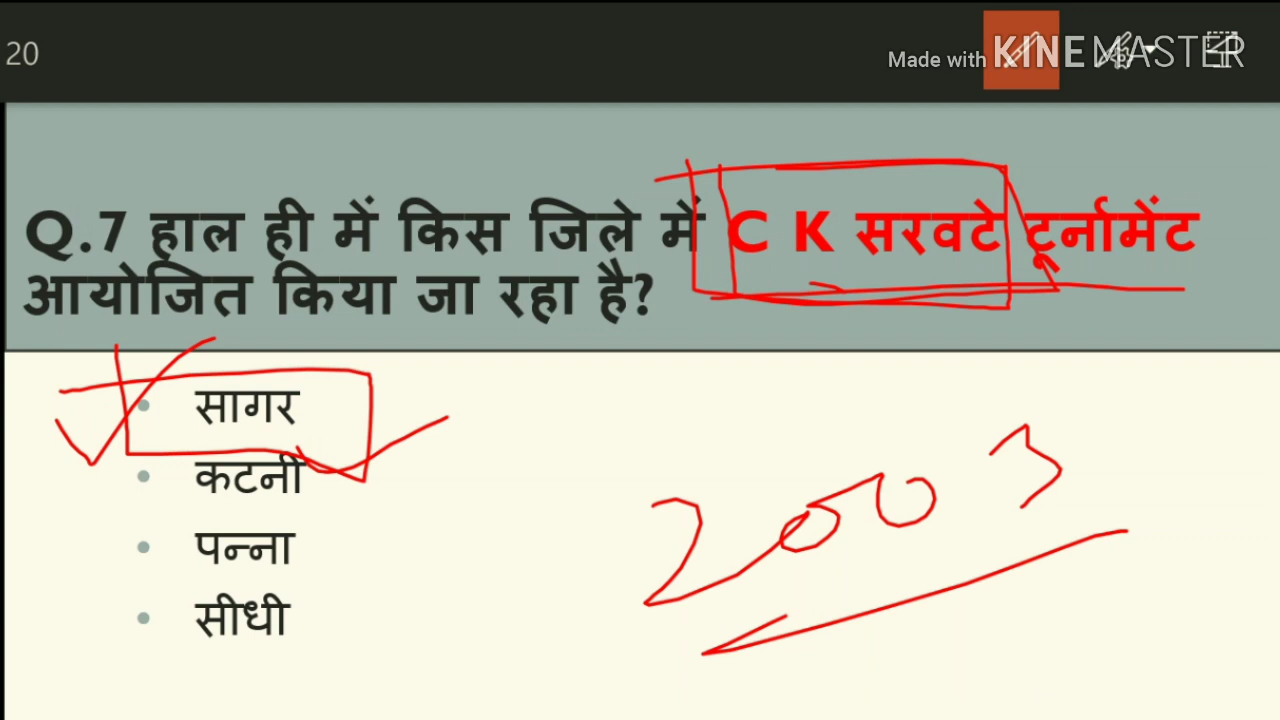 20
Made with KINEMASTER
Q.7 हाल ही में किस जिले में C K सरवटे टूर्नामेंट
आयोजित किया जा रहा है?
• सागर
• कटनी
• पन्ना
• सीधी
2003